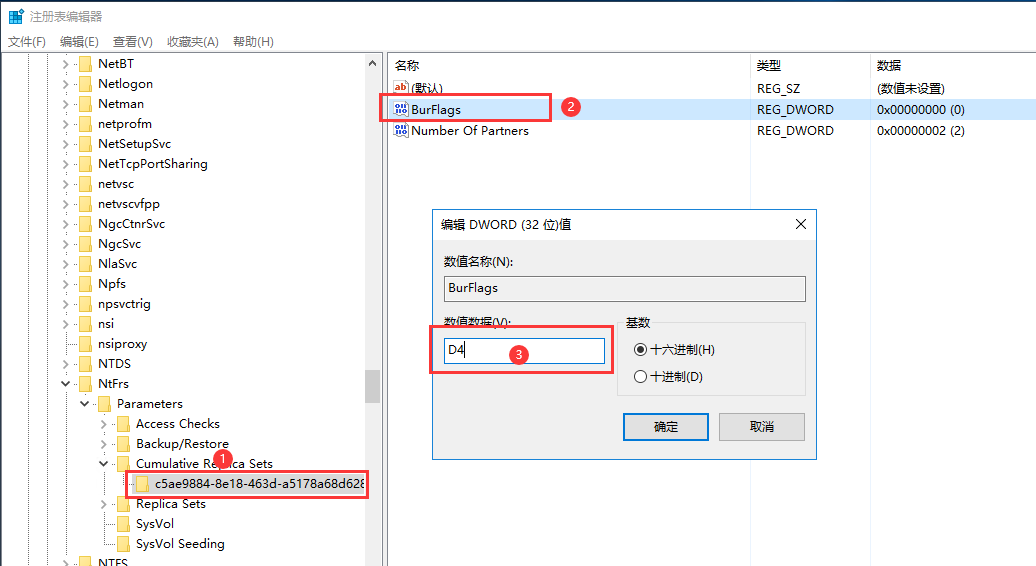 注册表编辑器
文件(F) 编辑(E) 查看(V) 收藏夹(A) 帮助(H)
NetBT
Netlogon
Netman
netprofm
NetSetupSvc
NetTcpPortSharing
netvsc
netvscvfpp
NgcCtnrSvc
NgcSvc
NlaSvc
Npfs
npsvctrig
nsi
nsiproxy
NTDS
NtFrs
Parameters
Access Checks
Backup/Restore
1
Cumulative Replica Sets
c5ae9884-8e18-463d-a5178a68d628
Replica Sets
SysVol
SysVol Seeding
NTFS
名称 类型 数据
ab (默认) REG_SZ (数值未设置)
BurFlags 2 REG_DWORD 0x00000000 (0)
Number Of Partners REG_DWORD 0x00000002 (2)
编辑 DWORD (32 位)值
数值名称(N):
BurFlags
数值数据(V):
D4 3
基数
十六进制(H)
十进制(D)
确定 取消